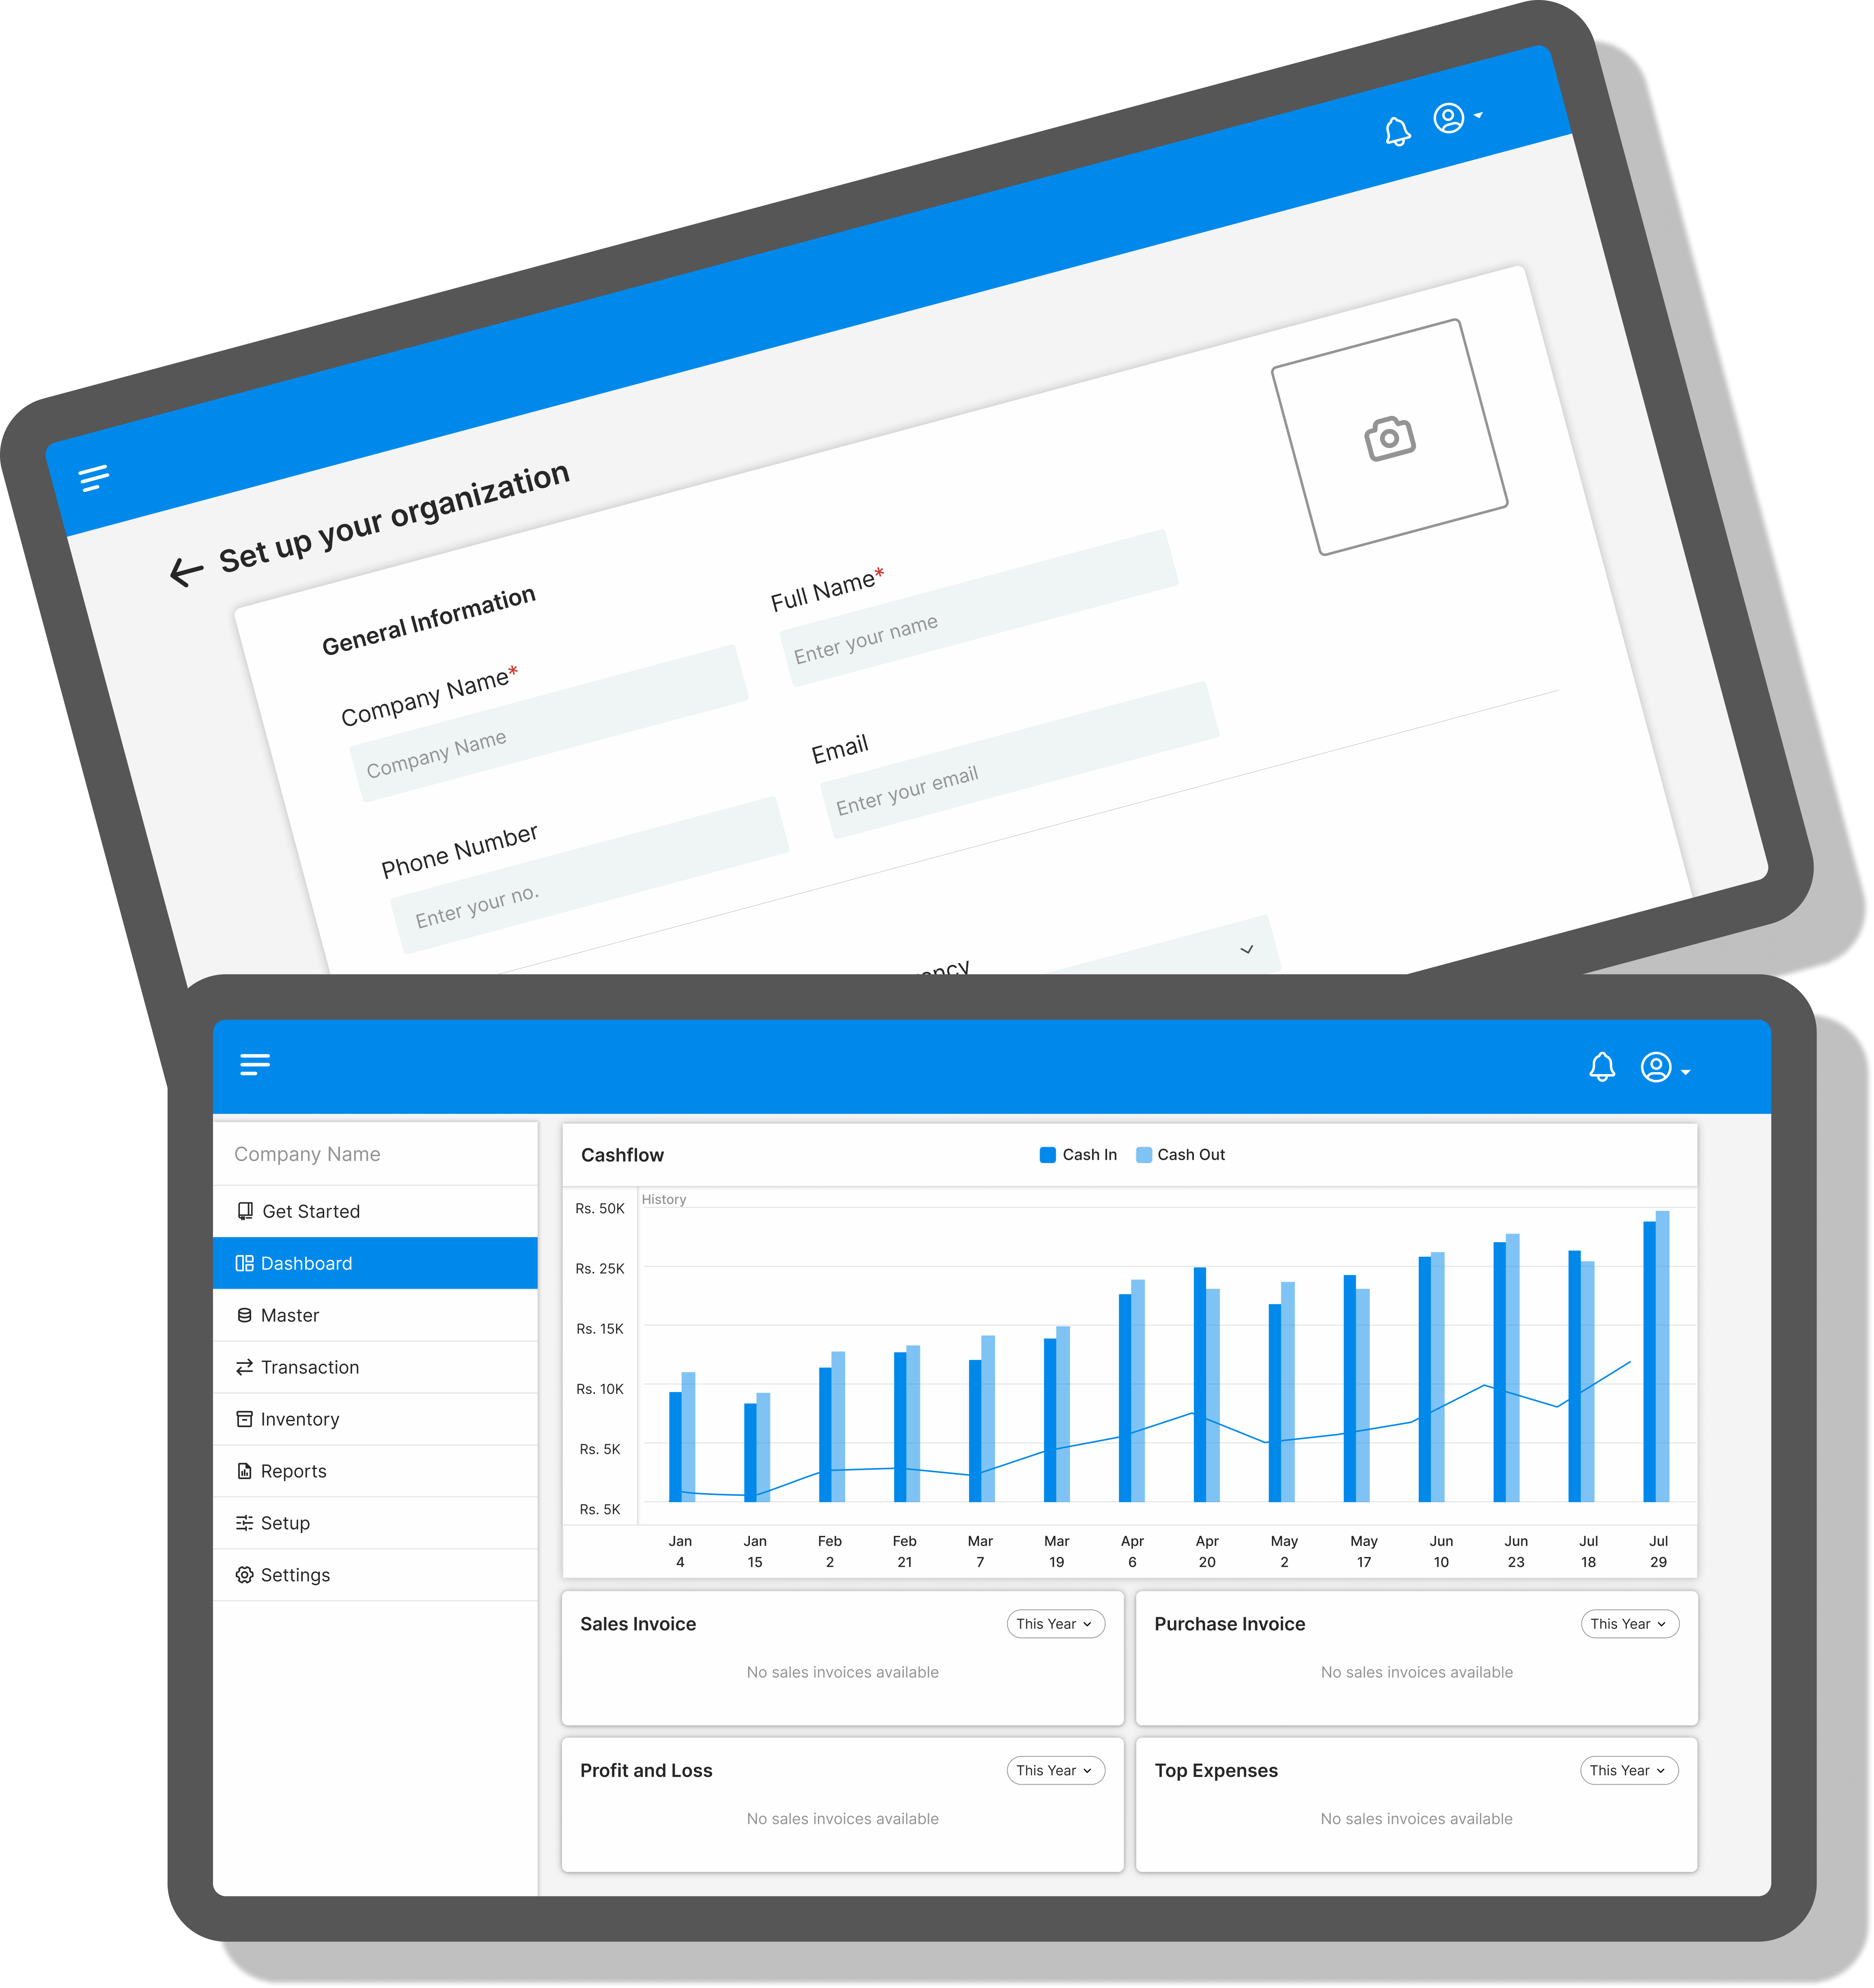 Set up your organization
General Information
Company Name*
Full Name*
Company Name
Enter your name
Phone Number
Email
Enter your no.
Enter your email
ency
Company Name
Get Started
Dashboard
Master
Transaction
Inventory
Reports
Setup
Settings
Cashflow
Cash In
Cash Out
History
Rs. 50K
Rs. 25K
Rs. 15K
Rs. 10K
Rs. 5K
Rs. 5K
Jan Jan Feb Feb Mar Mar Apr Apr May May Jun Jun Jul Jul
4 15 2 21 7 19 6 20 2 17 10 23 18 29
Sales Invoice
This Year
No sales invoices available
Purchase Invoice
This Year
No sales invoices available
Profit and Loss
This Year
No sales invoices available
Top Expenses
This Year
No sales invoices available